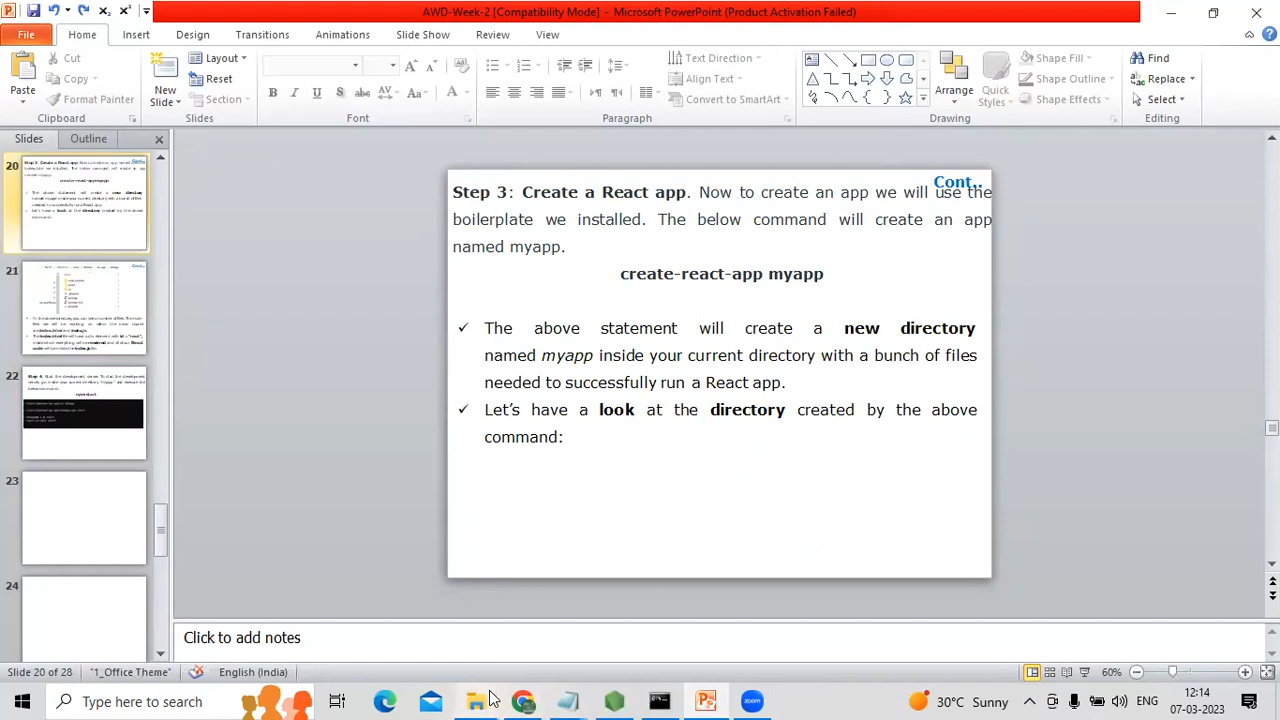 AWD-Week-2 [Compatibility Mode] - Microsoft PowerPoint (Product Activation Failed)
File Home Insert Design Transitions Animations Slide Show Review View
Paste Cut Copy Format Painter
Clipboard
New Slide Layout Reset Section
Slides
B I U S abc AV Aa A
Font
Text Direction Align Text Convert to SmartArt
Paragraph
Arrange Quick Styles Shape Fill Shape Outline Shape Effects
Drawing
Find Replace Select
Editing
Slides Outline
20
21
22
23
24
Cont..
Step 3: Create a React app. Now to create an app we will use the
boilerplate we installed. The below command will create an app
named myapp.
create-react-app myapp
The above statement will create a new directory
named myapp inside your current directory with a bunch of files
needed to successfully run a React app.
Let's have a look at the directory created by the above
command:
Click to add notes
Slide 20 of 28 "1_Office Theme" English (India) 60%
Type here to search
30°C Sunny ENG 12:14
07-03-2023